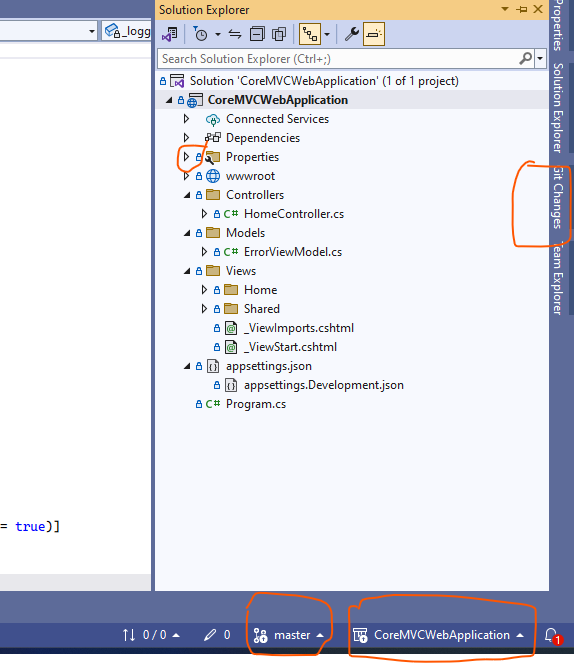 Solution Explorer
_logg
Search Solution Explorer (Ctrl+;)
Solution 'CoreMVCWebApplication' (1 of 1 project)
CoreMVCWebApplication
Connected Services
Dependencies
Properties
wwwroot
Controllers
C# HomeController.cs
Models
C# ErrorViewModel.cs
Views
Home
Shared
@ _ViewImports.cshtml
@ _ViewStart.cshtml
{} appsettings.json
{} appsettings.Development.json
C# Program.cs
= true)]
Properties
Solution Explorer
Git Changes
Team Explorer
0 / 0
0
master
CoreMVCWebApplication
1